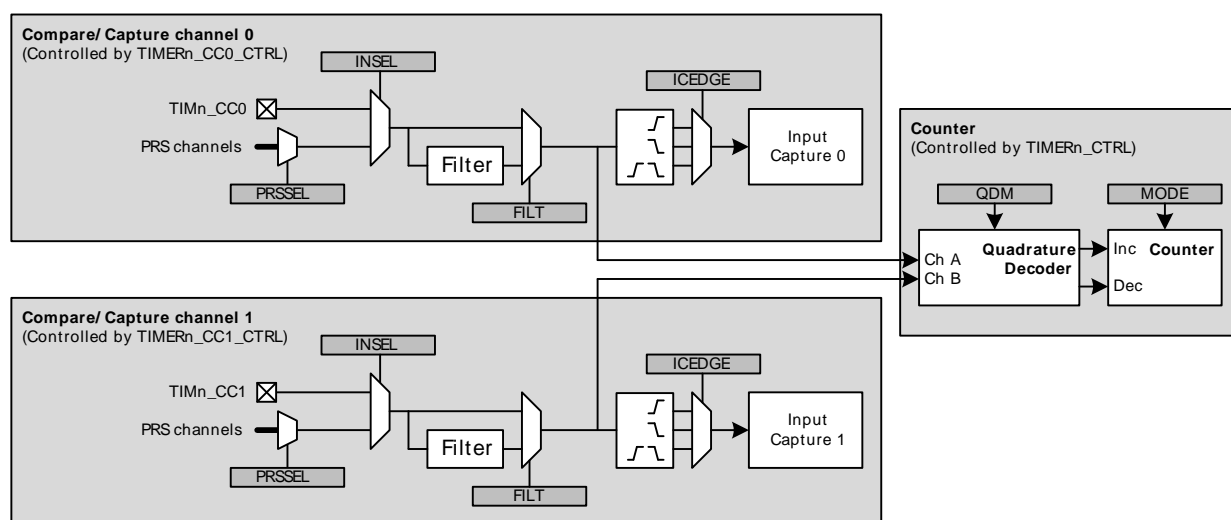 Compare/ Capture channel 0
(Controlled by TIMERn_CC0_CTRL)
INSEL
ICEDGE
TIMn_CC0
PRS channels
Filter
Input
Capture 0
PRSSEL
FILT
Counter
(Controlled by TIMERn_CTRL)
QDM
MODE
Ch A
Ch B
Quadrature
Decoder
Inc
Counter
Dec
Compare/ Capture channel 1
(Controlled by TIMERn_CC1_CTRL)
INSEL
ICEDGE
TIMn_CC1
PRS channels
Filter
Input
Capture 1
PRSSEL
FILT